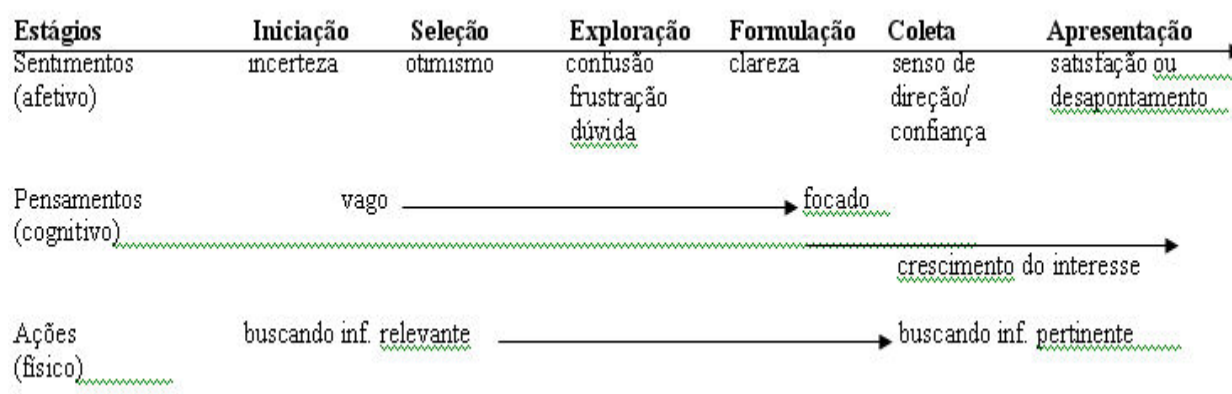 Estágios Iniciação Seleção Exploração Formulação Coleta Apresentação
Sentimentos incerteza otimismo confusão clareza senso de satisfação ou
(afetivo) frustração direção/ desapontamento
dúvida confiança
Pensamentos vago focado
(cognitivo)
crescimento do interesse
Ações buscando inf. relevante buscando inf. pertinente
(físico)